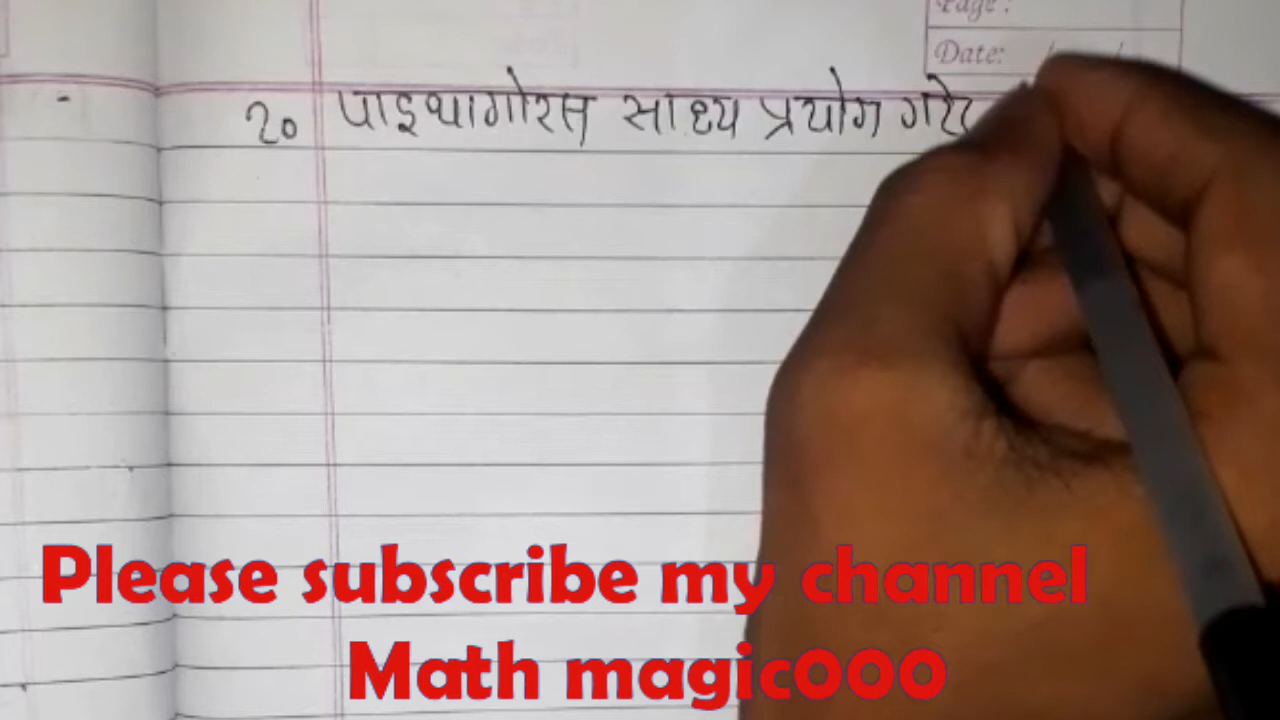 Page :
Date: / /
२० पाइथागोरस साध्य प्रयोग गरेर
Please subscribe my channel
Math magic000